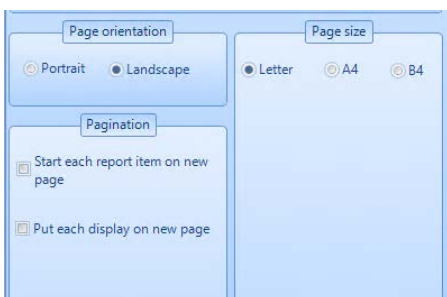 Page orientation
Portrait
Landscape
Pagination
Start each report item on new
page
Put each display on new page
Page size
Letter
A4
B4